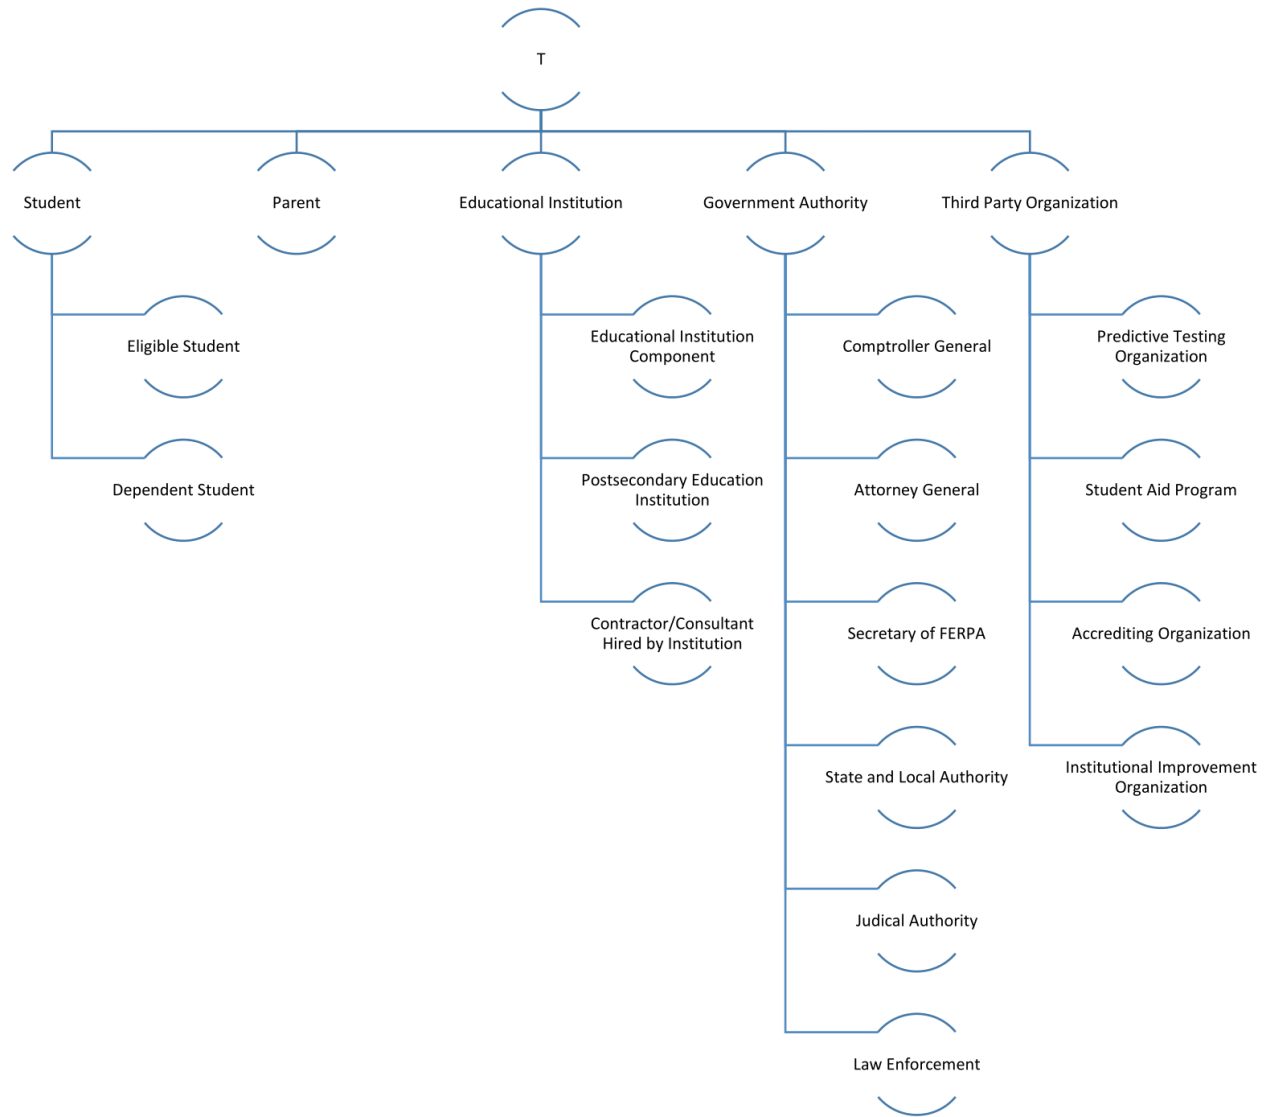 T
Student
Parent
Educational Institution
Government Authority
Third Party Organization
Eligible Student
Dependent Student
Educational Institution
Component
Postsecondary Education
Institution
Contractor/Consultant
Hired by Institution
Comptroller General
Attorney General
Secretary of FERPA
State and Local Authority
Judical Authority
Law Enforcement
Predictive Testing
Organization
Student Aid Program
Accrediting Organization
Institutional Improvement
Organization